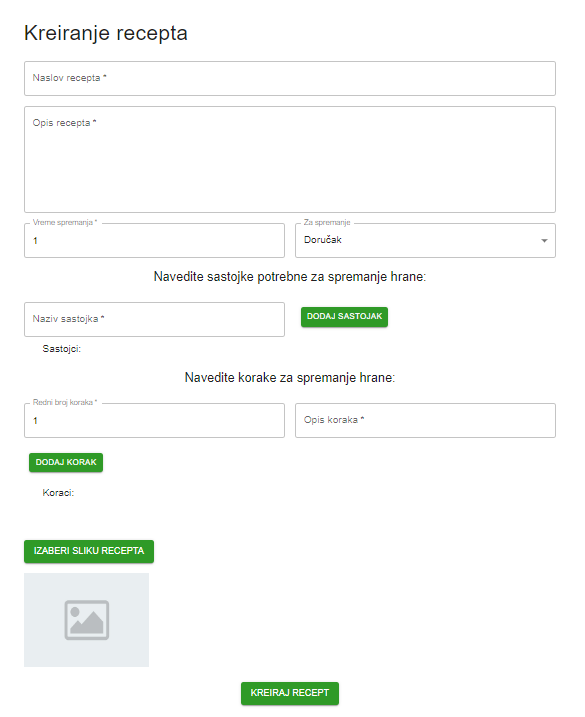 Kreiranje recepta
Naslov recepta *
Opis recepta *
Vreme spremanja *
1
Za spremanje
Doručak
Navedite sastojke potrebne za spremanje hrane:
Naziv sastojka *
DODAJ SASTOJAK
Sastojci:
Navedite korake za spremanje hrane:
Redni broj koraka *
1
Opis koraka *
DODAJ KORAK
Koraci:
IZABERI SLIKU RECEPTA
KREIRAJ RECEPT